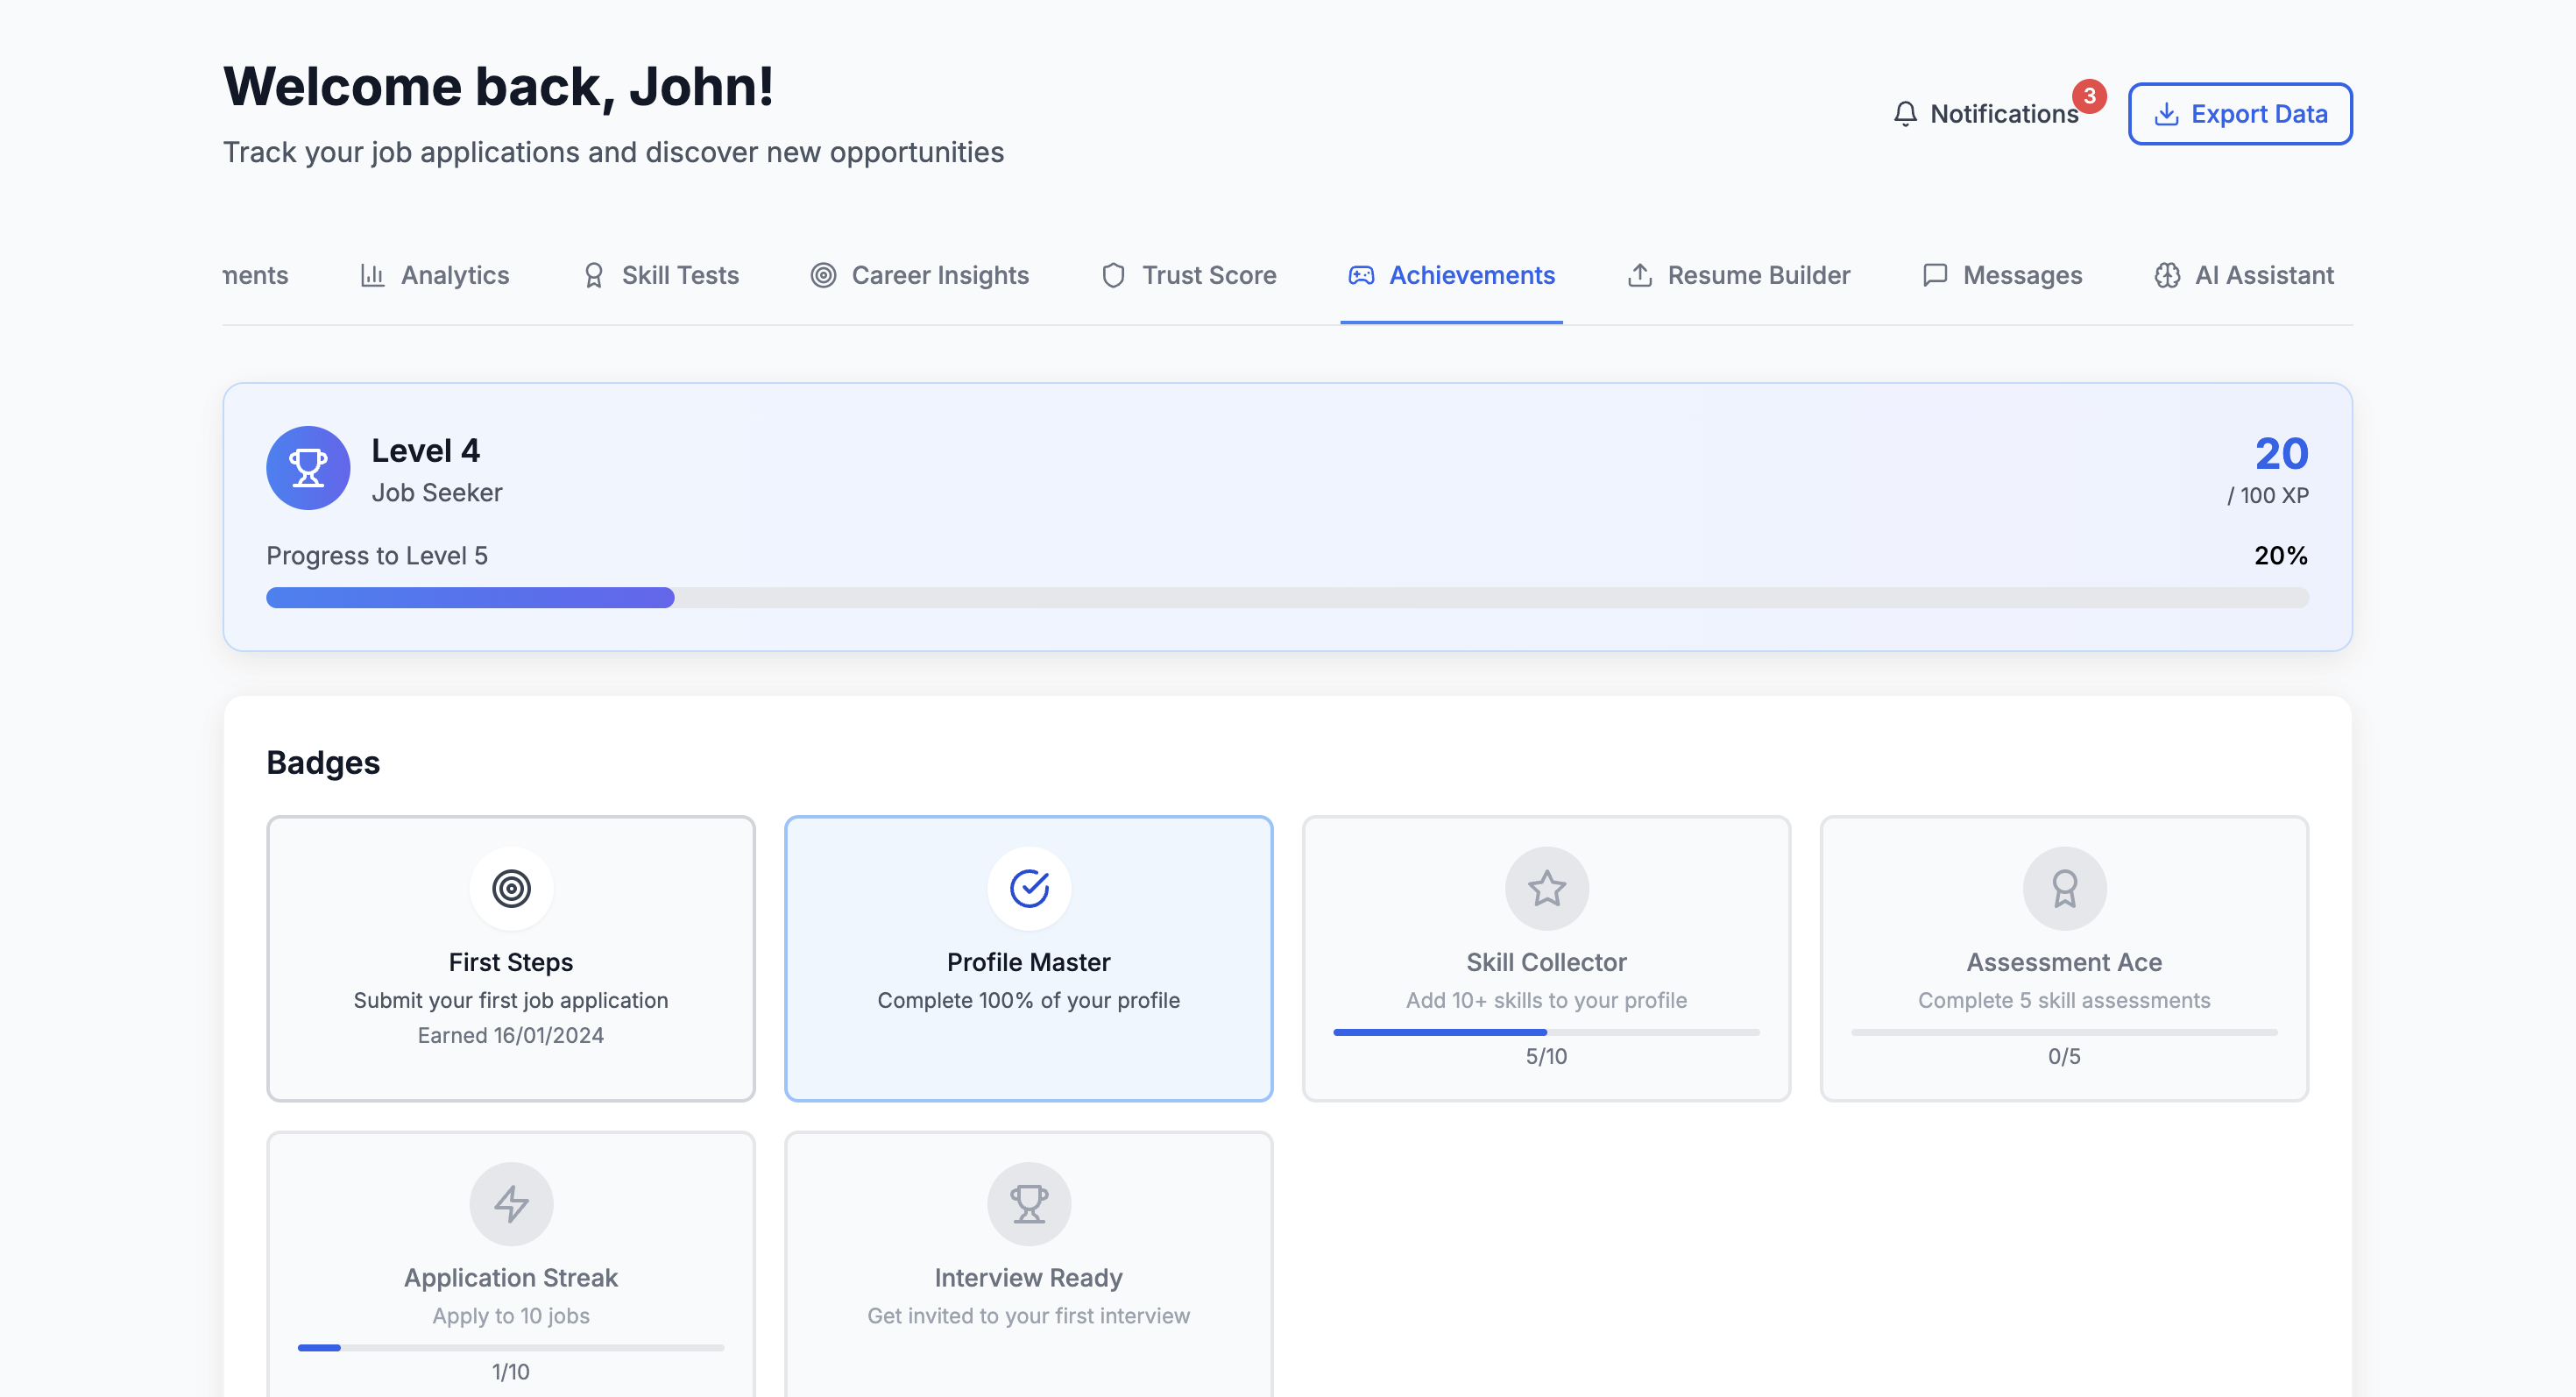 Welcome back, John!
Track your job applications and discover new opportunities
Notifications
3
Export Data
ments
Analytics
Skill Tests
Career Insights
Trust Score
Achievements
Resume Builder
Messages
AI Assistant
Level 4
Job Seeker
20
/ 100 XP
Progress to Level 5
20%
Badges
First Steps
Submit your first job application
Earned 16/01/2024
Profile Master
Complete 100% of your profile
Skill Collector
Add 10+ skills to your profile
5/10
Assessment Ace
Complete 5 skill assessments
0/5
Application Streak
Apply to 10 jobs
1/10
Interview Ready
Get invited to your first interview